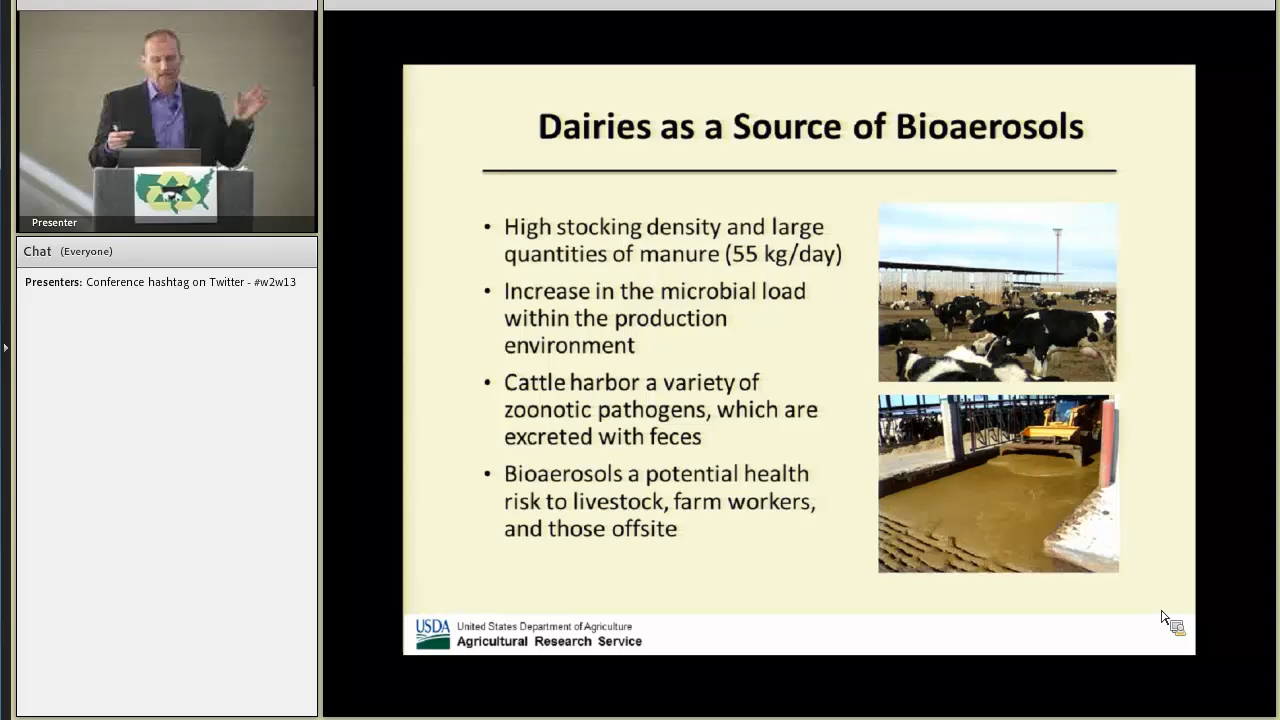 Presenter
Chat (Everyone)
Presenters: Conference hashtag on Twitter - #w2w13
Dairies as a Source of Bioaerosols
• High stocking density and large
quantities of manure (55 kg/day)
• Increase in the microbial load
within the production
environment
• Cattle harbor a variety of
zoonotic pathogens, which are
excreted with feces
• Bioaerosols a potential health
risk to livestock, farm workers,
and those offsite
USDA
United States Department of Agriculture
Agricultural Research Service